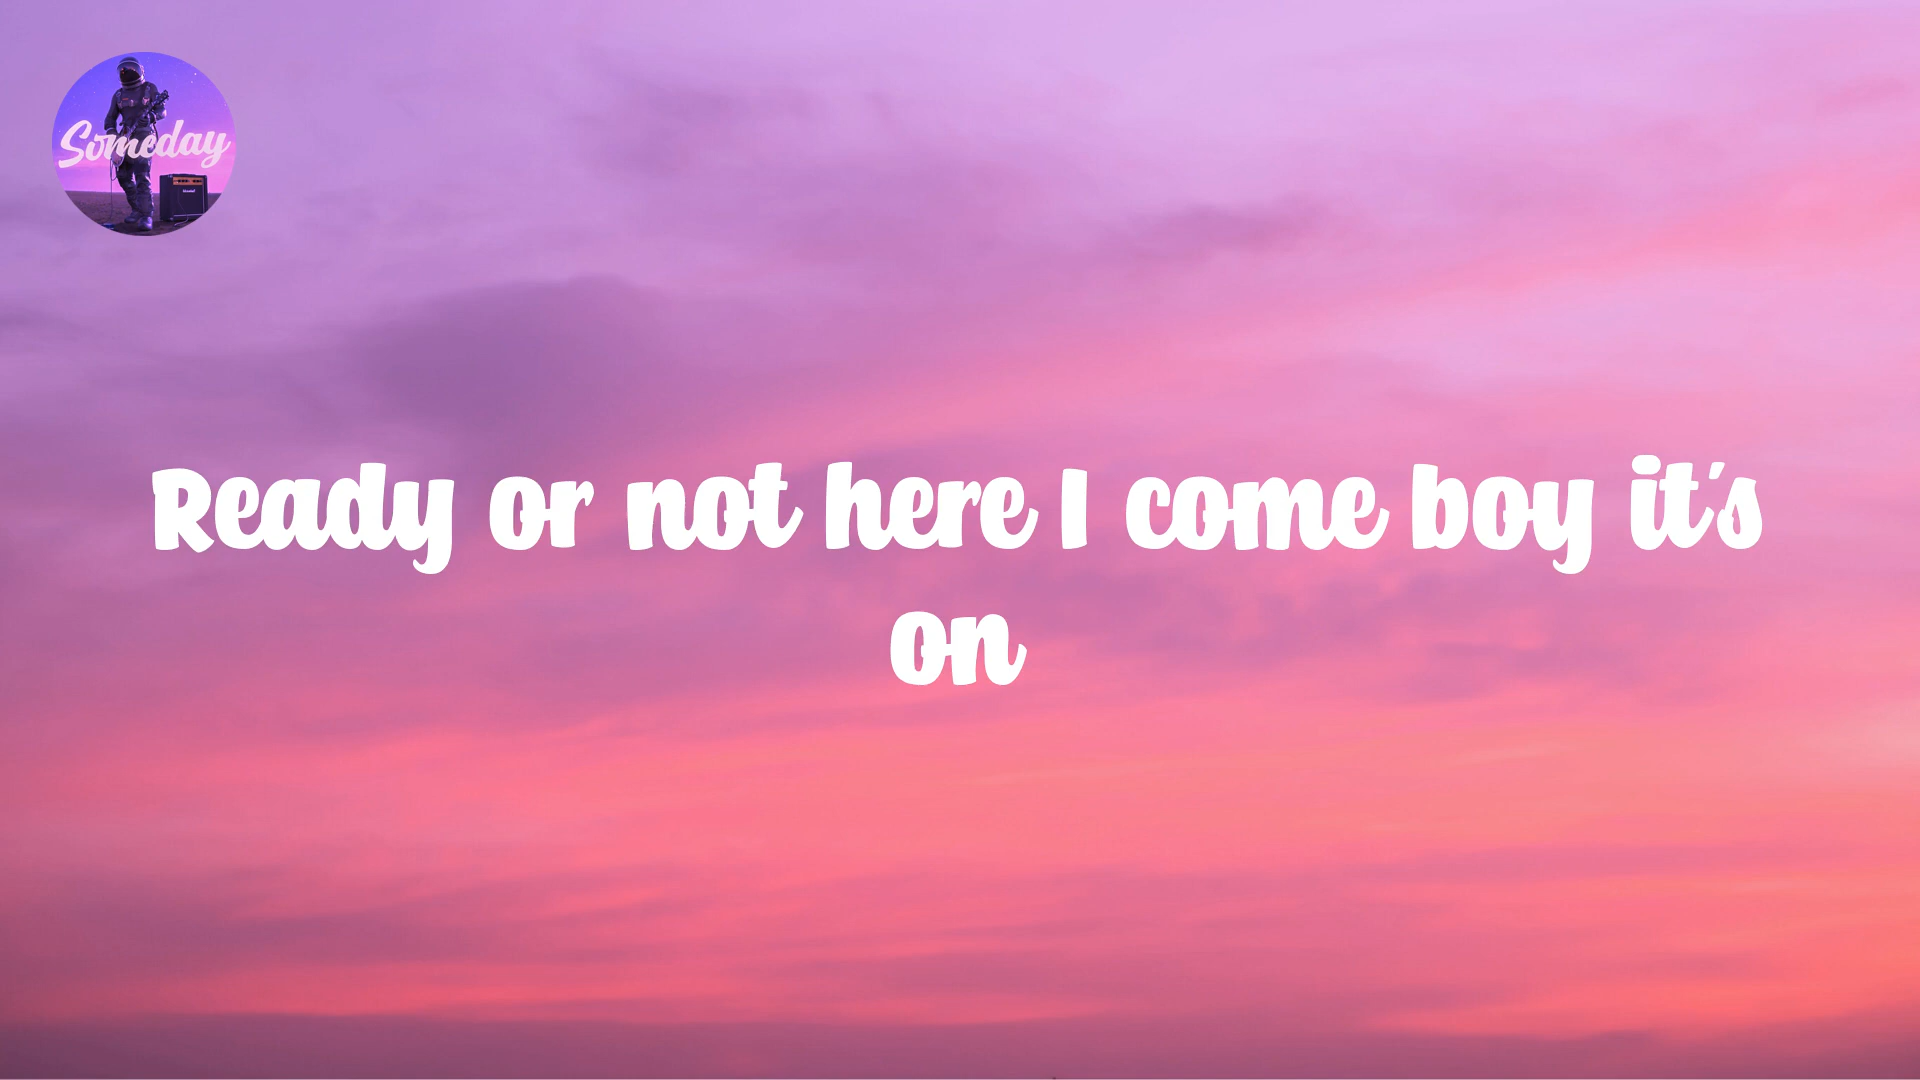 Someday
Ready or not here I come boy it's
on